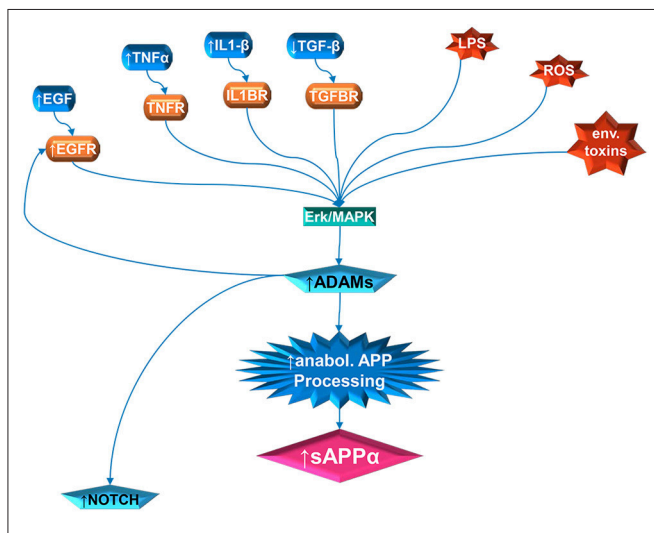 ↑IL1-β
↓TGF-β
LPS
↑TNFα
ROS
↑EGF
TNFR
IL1BR
TGFBR
env.
toxins
↑EGFR
Erk/MAPK
↑ADAMs
↑anabol. APP
Processing
↑sAPPα
↑NOTCH